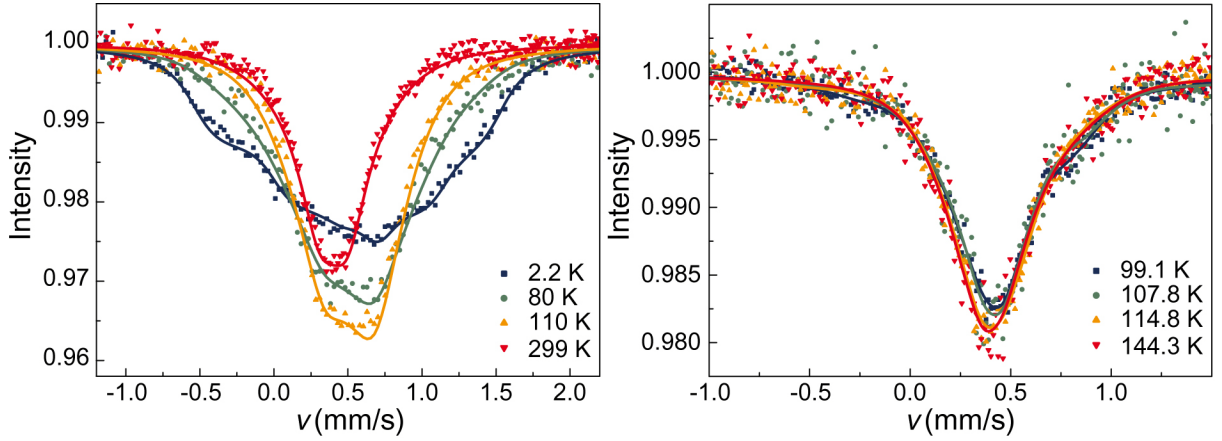 1.00
0.99
0.98
0.97
0.96
Intensity
-1.0 -0.5 0.0 0.5 1.0 1.5 2.0
v (mm/s)
2.2 K
80 K
110 K
299 K
1.000
0.995
0.990
0.985
0.980
Intensity
-1.0 -0.5 0.0 0.5 1.0
v (mm/s)
99.1 K
107.8 K
114.8 K
144.3 K